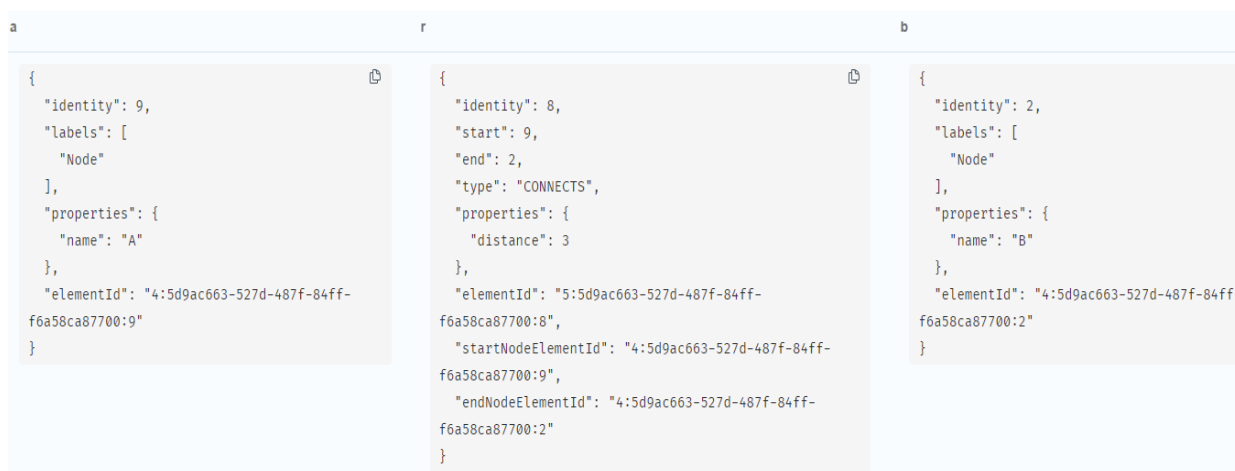 a
r
b
{
"identity": 9,
"labels": [
"Node"
],
"properties": {
"name": "A"
},
"elementId": "4:5d9ac663-527d-487f-84ff-
f6a58ca87700:9"
}
{
"identity": 8,
"start": 9,
"end": 2,
"type": "CONNECTS",
"properties": {
"distance": 3
},
"elementId": "5:5d9ac663-527d-487f-84ff-
f6a58ca87700:8",
"startNodeElementId": "4:5d9ac663-527d-487f-84ff-
f6a58ca87700:9",
"endNodeElementId": "4:5d9ac663-527d-487f-84ff-
f6a58ca87700:2"
}
{
"identity": 2,
"labels": [
"Node"
],
"properties": {
"name": "B"
},
"elementId": "4:5d9ac663-527d-487f-84ff
f6a58ca87700:2"
}